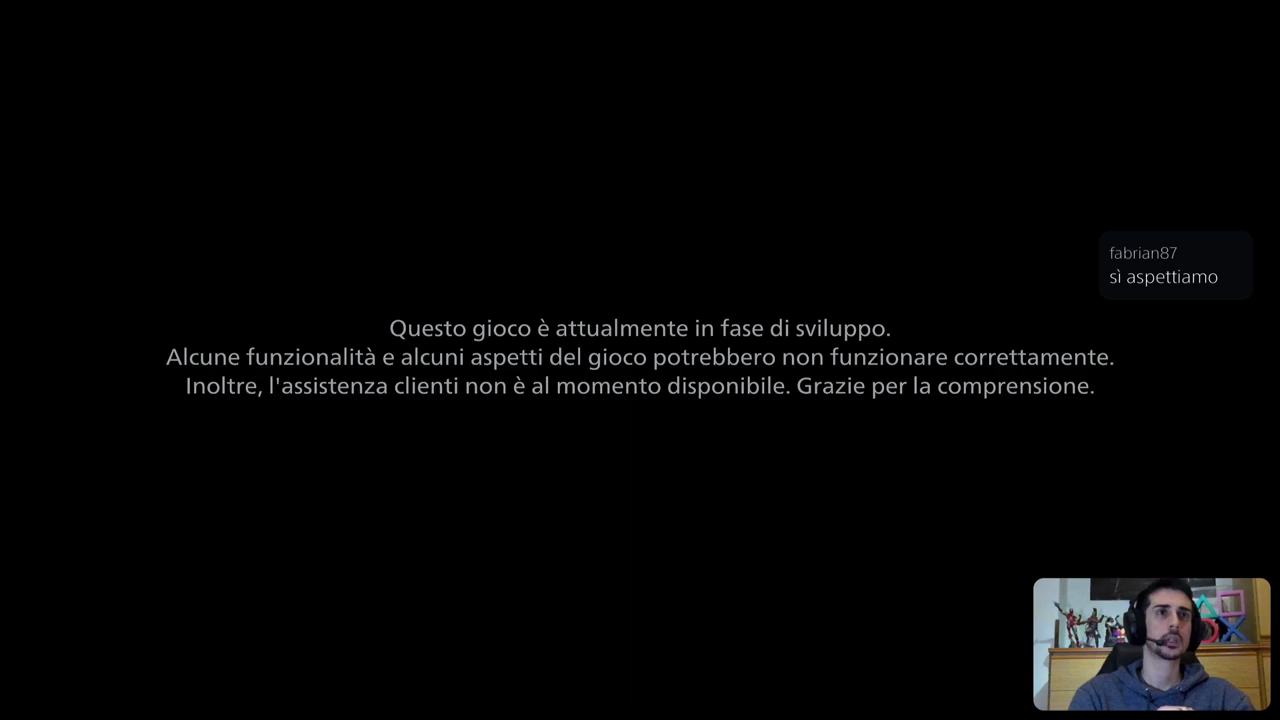 fabrian87
sì aspettiamo
Questo gioco è attualmente in fase di sviluppo.
Alcune funzionalità e alcuni aspetti del gioco potrebbero non funzionare correttamente.
Inoltre, l'assistenza clienti non è al momento disponibile. Grazie per la comprensione.